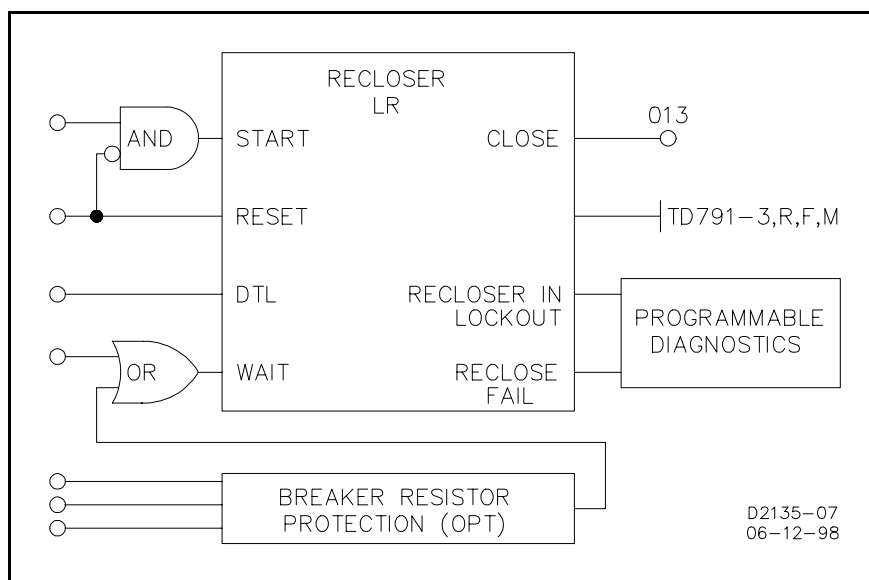 RECLOSER
LR
AND
START
CLOSE
013
RESET
TD791-3,R,F,M
DTL
RECLOSER IN
LOCKOUT
PROGRAMMABLE
DIAGNOSTICS
OR
WAIT
RECLOSE
FAIL
BREAKER RESISTOR
PROTECTION (OPT)
D2135-07
06-12-98